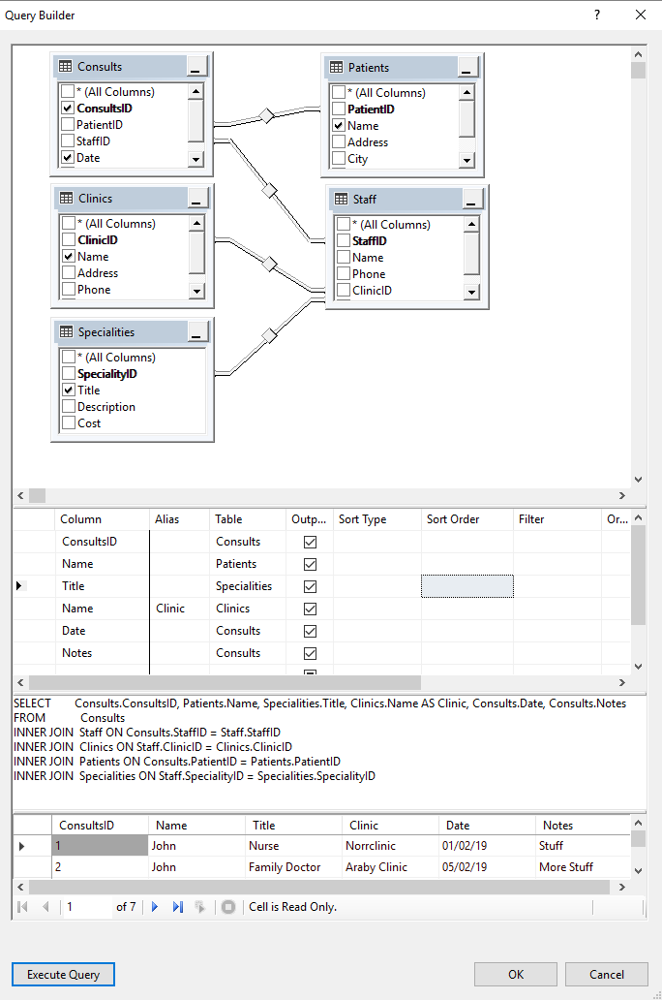 Query Builder
?
Consults
* (All Columns)
ConsultsID
PatientID
StaffID
Date
Patients
* (All Columns)
PatientID
Name
Address
City
Clinics
* (All Columns)
ClinicID
Name
Address
Phone
Staff
* (All Columns)
StaffID
Name
Phone
ClinicID
Specialities
* (All Columns)
SpecialityID
Title
Description
Cost
Column Alias Table Outp... Sort Type Sort Order Filter Or...
ConsultsID Consults
Name Patients
Title Specialities
Name Clinic Clinics
Date Consults
Notes Consults
SELECT Consults.ConsultsID, Patients.Name, Specialities.Title, Clinics.Name AS Clinic, Consults.Date, Consults.Notes
FROM Consults
INNER JOIN Staff ON Consults.StaffID = Staff.StaffID
INNER JOIN Clinics ON Staff.ClinicID = Clinics.ClinicID
INNER JOIN Patients ON Consults.PatientID = Patients.PatientID
INNER JOIN Specialities ON Staff.SpecialityID = Specialities.SpecialityID
ConsultsID Name Title Clinic Date Notes
1 John Nurse Norrclinic 01/02/19 Stuff
2 John Family Doctor Araby Clinic 05/02/19 More Stuff
1 of 7 Cell is Read Only.
Execute Query OK Cancel